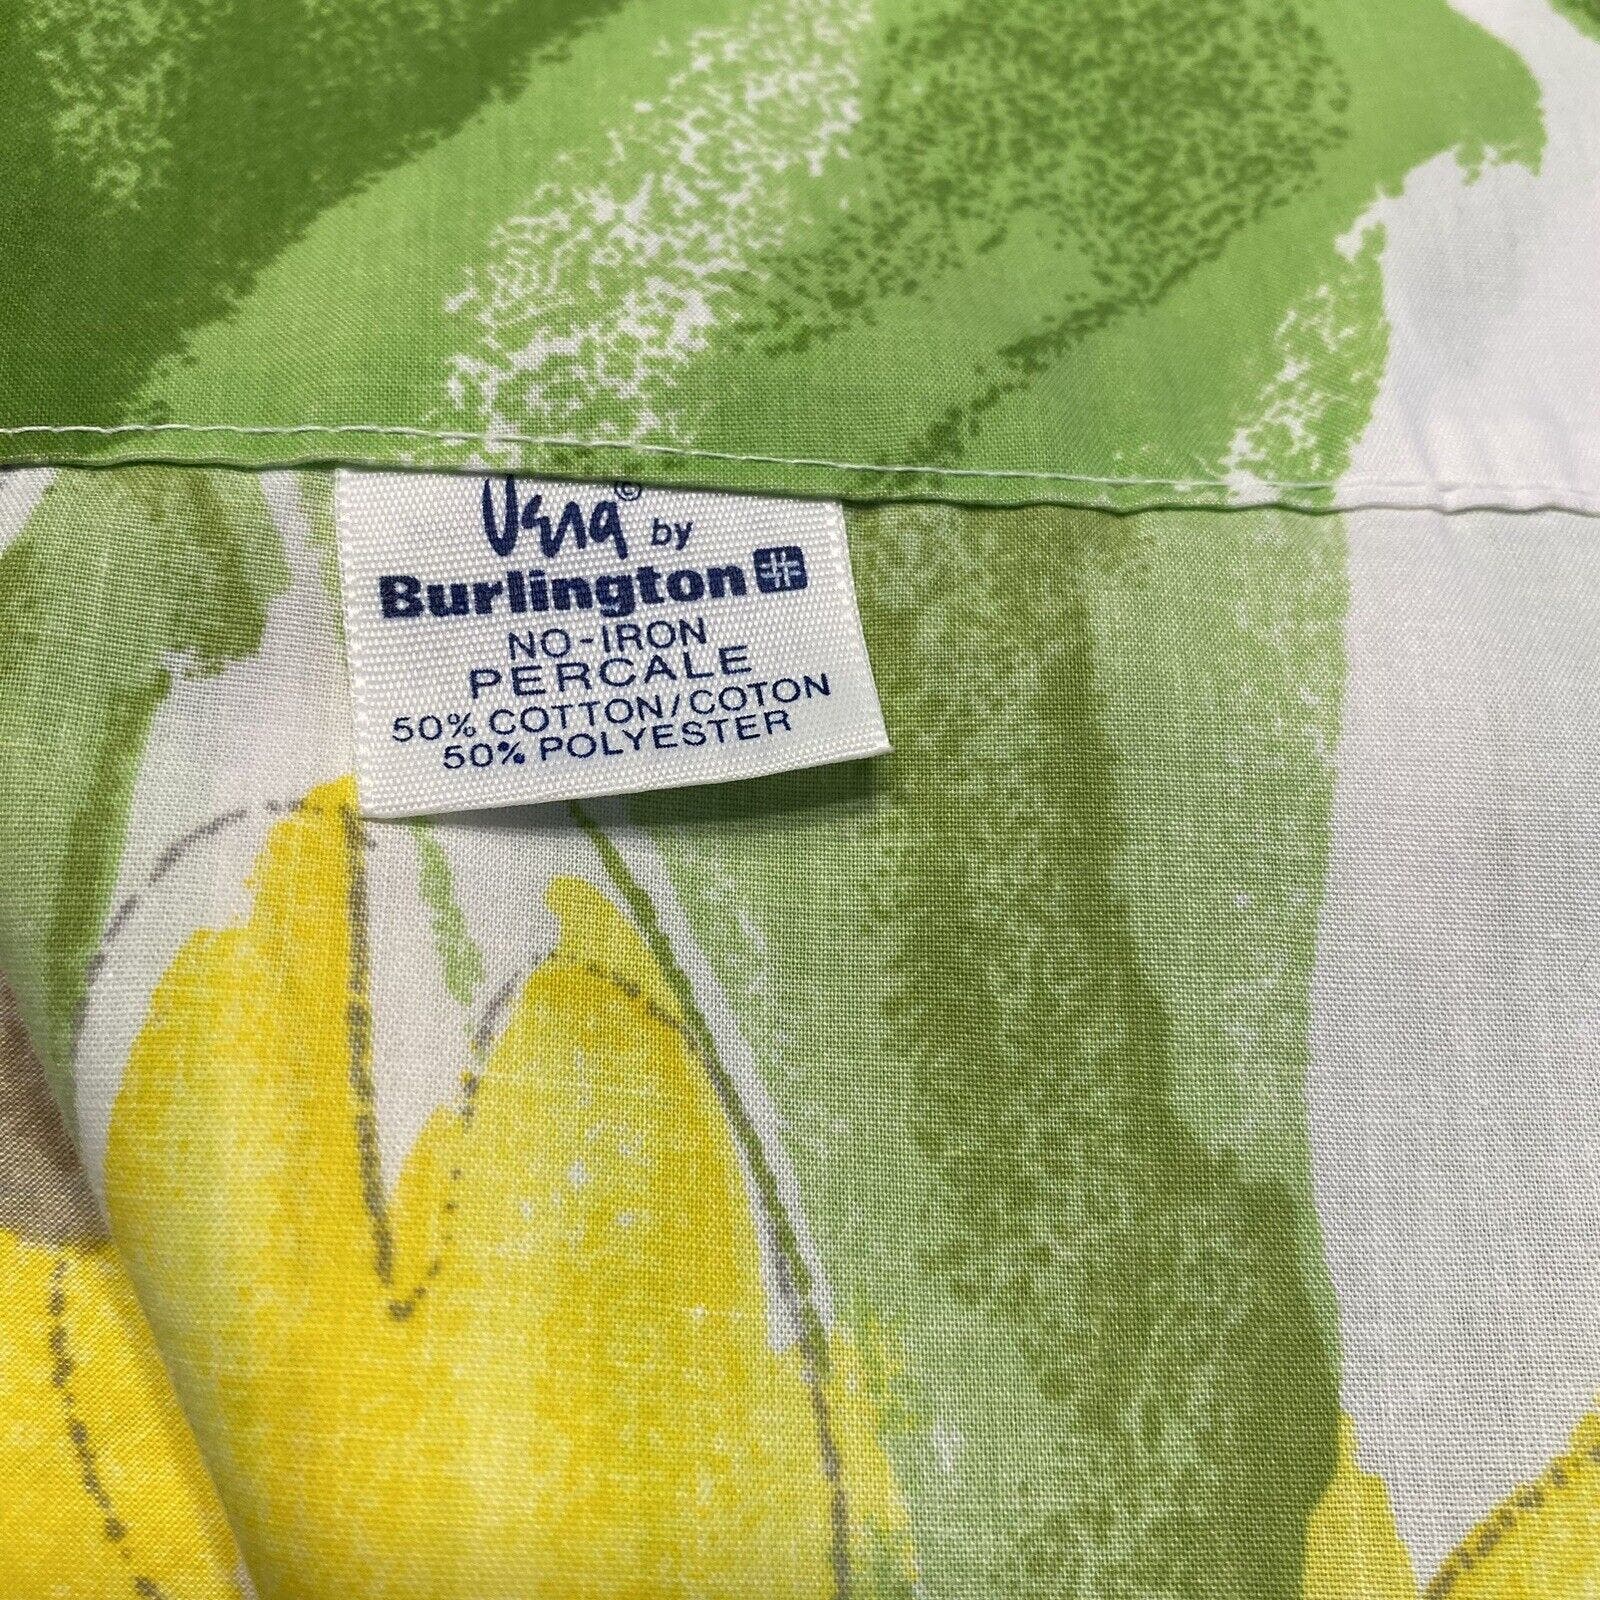 Vera © by
Burlington
NO-IRON
PERCALE
50% COTTON/COTON
50% POLYESTER